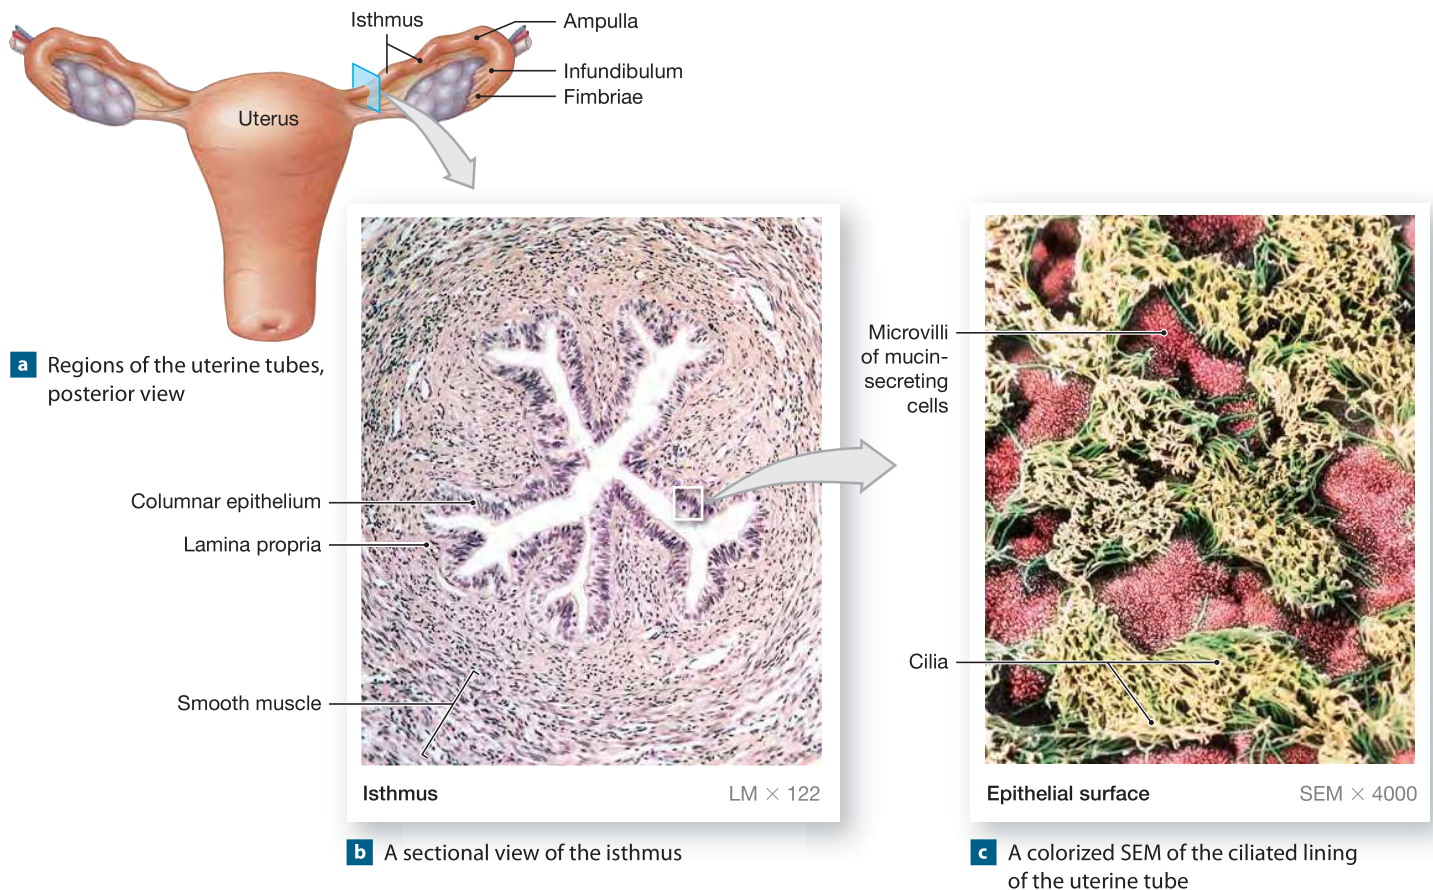 Isthmus
Ampulla
Infundibulum
Fimbriae
Uterus
a Regions of the uterine tubes,
posterior view
Columnar epithelium
Lamina propria
Smooth muscle
Isthmus LM × 122
b A sectional view of the isthmus
Microvilli
of mucin-
secreting
cells
Cilia
Epithelial surface SEM × 4000
c A colorized SEM of the ciliated lining
of the uterine tube